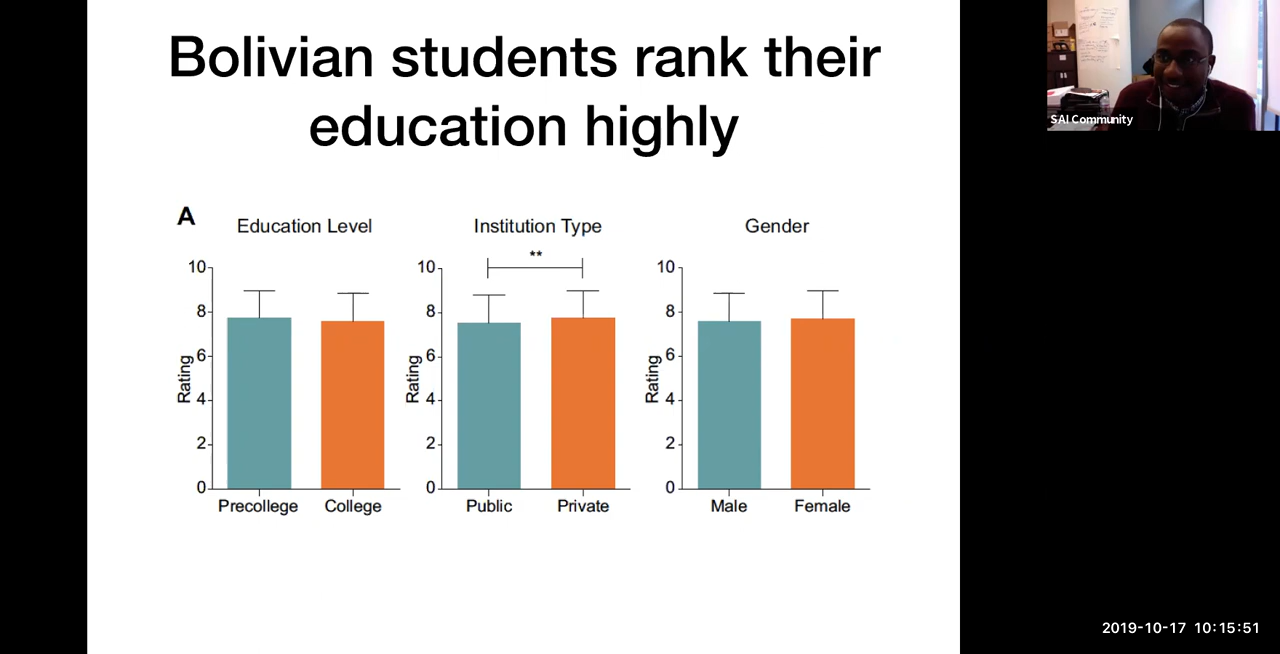 Bolivian students rank their
education highly
SAI Community
A
Education Level
Institution Type
Gender
**
10
8
6
4
2
0
Rating
Precollege
College
10
8
6
4
2
0
Rating
Public
Private
10
8
6
4
2
0
Rating
Male
Female
2019-10-17 10:15:51